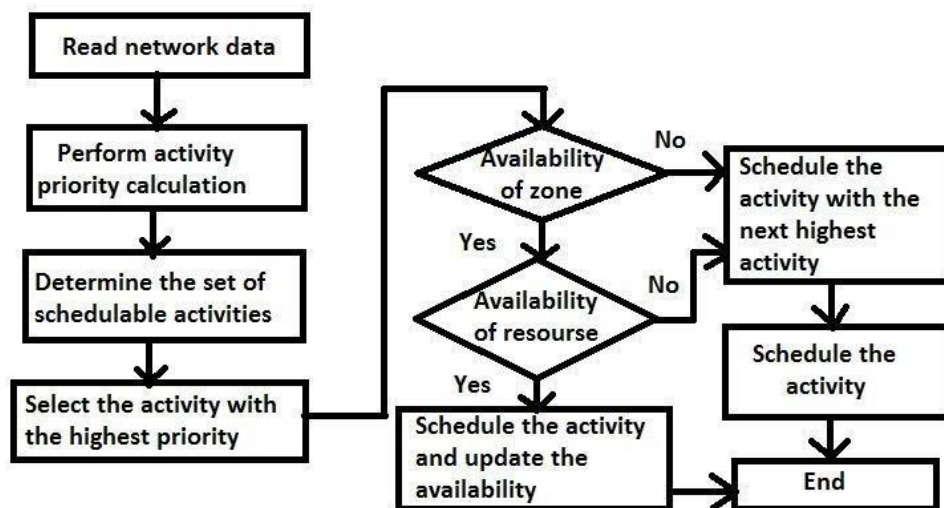 Read network data
Perform activity
priority calculation
Determine the set of
schedulable activities
Select the activity with
the highest priority
Availability
of zone
No
Yes
Availability
of resourse
No
Yes
Schedule the activity
and update the
availability
Schedule the
activity with the
next highest
activity
Schedule the
activity
End